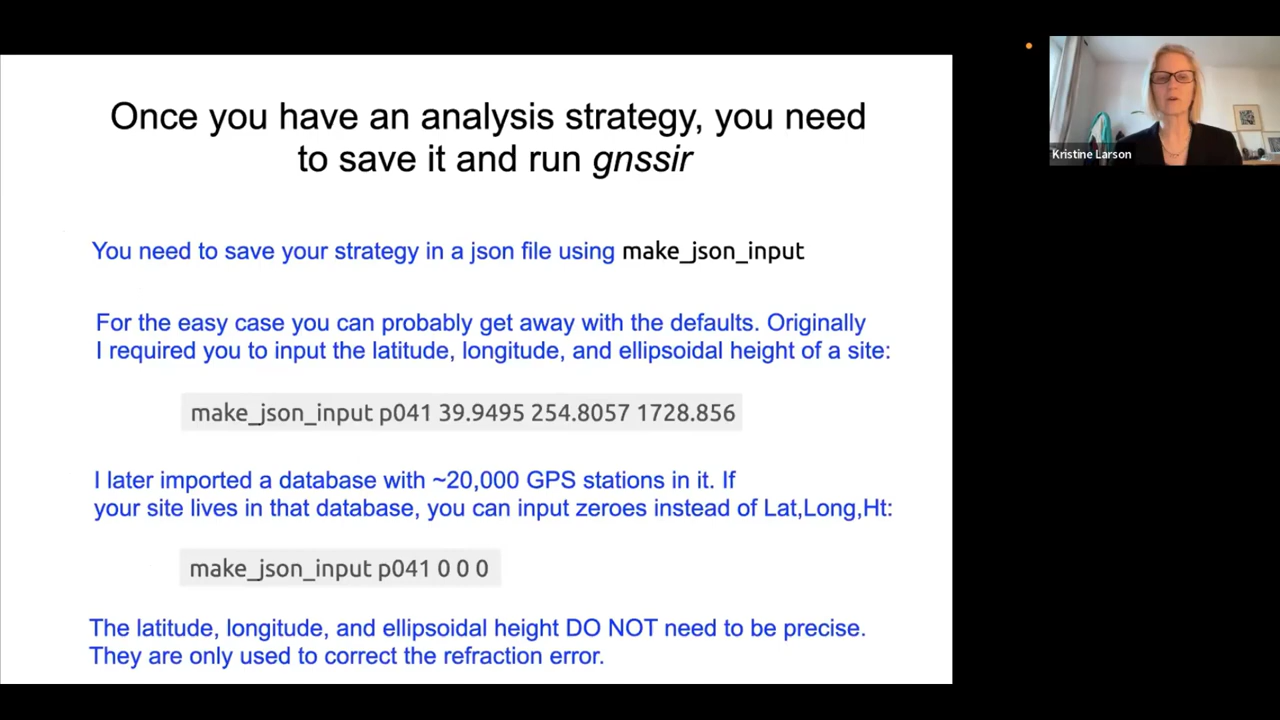 Once you have an analysis strategy, you need
to save it and run gnssir
You need to save your strategy in a json file using make_json_input
For the easy case you can probably get away with the defaults. Originally
I required you to input the latitude, longitude, and ellipsoidal height of a site:
make_json_input p041 39.9495 254.8057 1728.856
I later imported a database with ~20,000 GPS stations in it. If
your site lives in that database, you can input zeroes instead of Lat,Long,Ht:
make_json_input p041 0 0 0
The latitude, longitude, and ellipsoidal height DO NOT need to be precise.
They are only used to correct the refraction error.
Kristine Larson